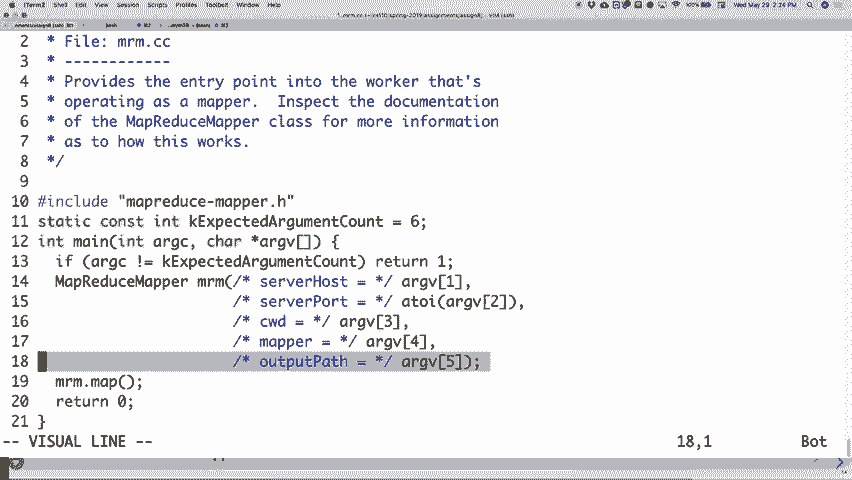 iTerm2 Shell Edit View Session Scripts Profiles Toolbelt Window Help 100% Wed May 29 2:24 PM
2 * File: mrm.cc
3 * ------------
4 * Provides the entry point into the worker that's
5 * operating as a mapper.  Inspect the documentation
6 * of the MapReduceMapper class for more information
7 * as to how this works.
8 */
9
10 #include "mapreduce-mapper.h"
11 static const int kExpectedArgumentCount = 6;
12 int main(int argc, char *argv[]) {
13   if (argc != kExpectedArgumentCount) return 1;
14   MapReduceMapper mrm(/* serverHost = */ argv[1],
15                       /* serverPort = */ atoi(argv[2]),
16                       /* cwd = */ argv[3],
17                       /* mapper = */ argv[4],
18                       /* outputPath = */ argv[5]);
19   mrm.map();
20   return 0;
21 }
-- VISUAL LINE -- 18,1 Bot